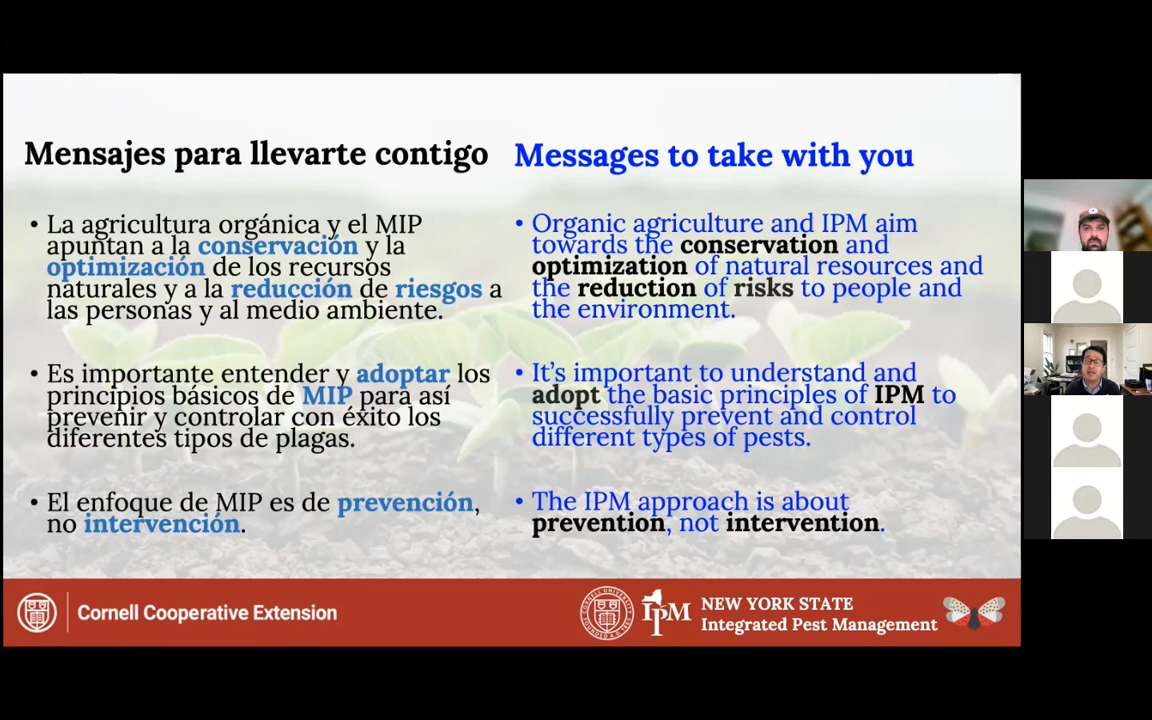 Mensajes para llevarte contigo
• La agricultura orgánica y el MIP
apuntan a la conservación y la
optimización de los recursos
naturales y a la reducción de riesgos a
las personas y al medio ambiente.
• Es importante entender y adoptar los
principios básicos de MIP para así
prevenir y controlar con éxito los
diferentes tipos de plagas.
• El enfoque de MIP es de prevención,
no intervención.
Messages to take with you
• Organic agriculture and IPM aim
towards the conservation and
optimization of natural resources and
the reduction of risks to people and
the environment.
• It's important to understand and
adopt the basic principles of IPM to
successfully prevent and control
different types of pests.
• The IPM approach is about
prevention, not intervention.
Cornell Cooperative Extension
IPM
NEW YORK STATE
Integrated Pest Management